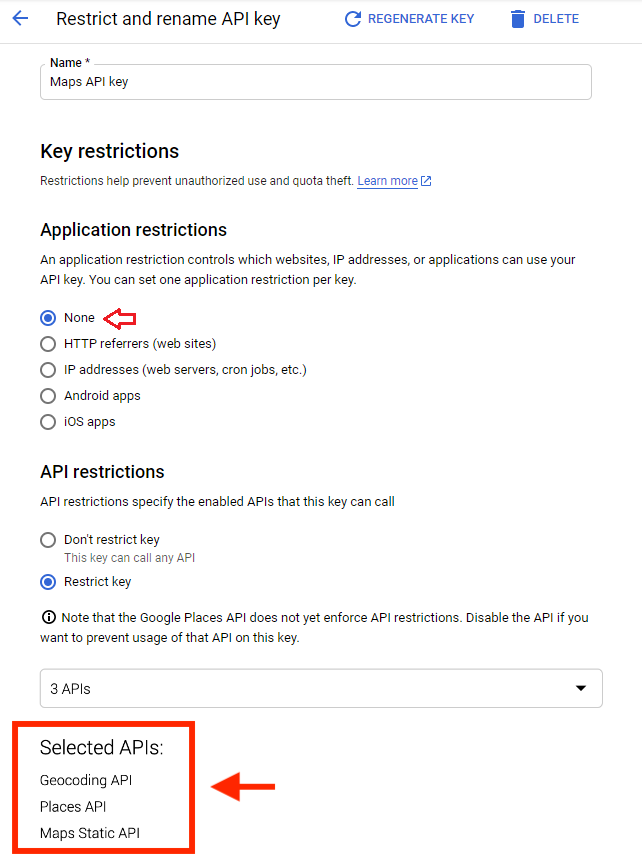 Restrict and rename API key
REGENERATE KEY
DELETE
Name *
Maps API key
Key restrictions
Restrictions help prevent unauthorized use and quota theft. Learn more
Application restrictions
An application restriction controls which websites, IP addresses, or applications can use your
API key. You can set one application restriction per key.
None
HTTP referrers (web sites)
IP addresses (web servers, cron jobs, etc.)
Android apps
iOS apps
API restrictions
API restrictions specify the enabled APIs that this key can call
Don't restrict key
This key can call any API
Restrict key
Note that the Google Places API does not yet enforce API restrictions. Disable the API if you
want to prevent usage of that API on this key.
3 APIs
Selected APIs:
Geocoding API
Places API
Maps Static API